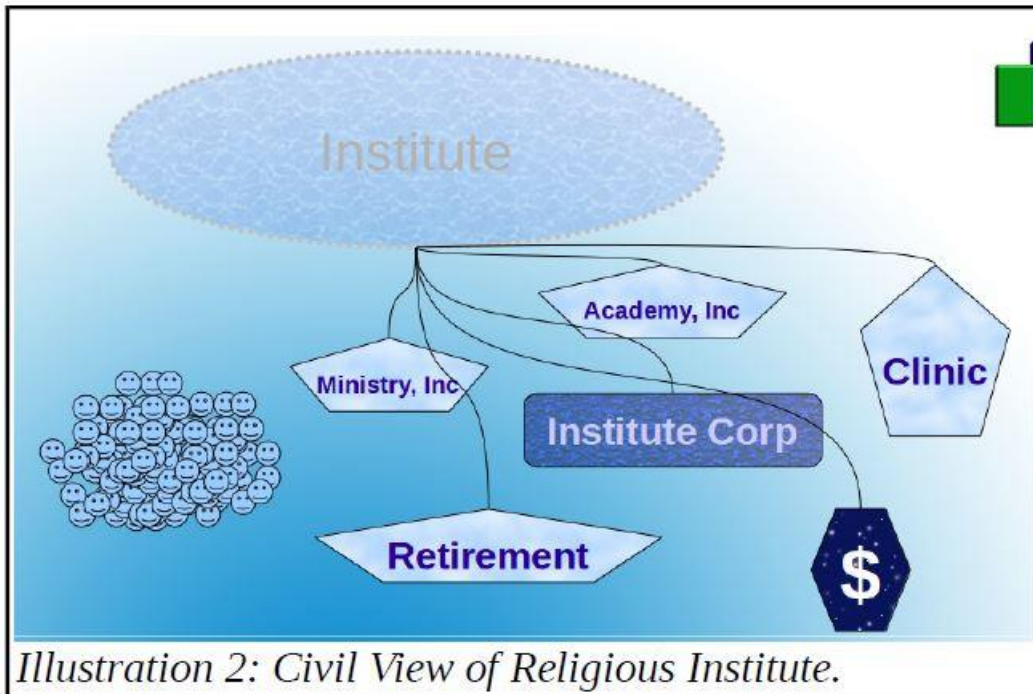 Institute
Academy, Inc
Ministry, Inc
Clinic
Institute Corp
Retirement
$
Illustration 2: Civil View of Religious Institute.